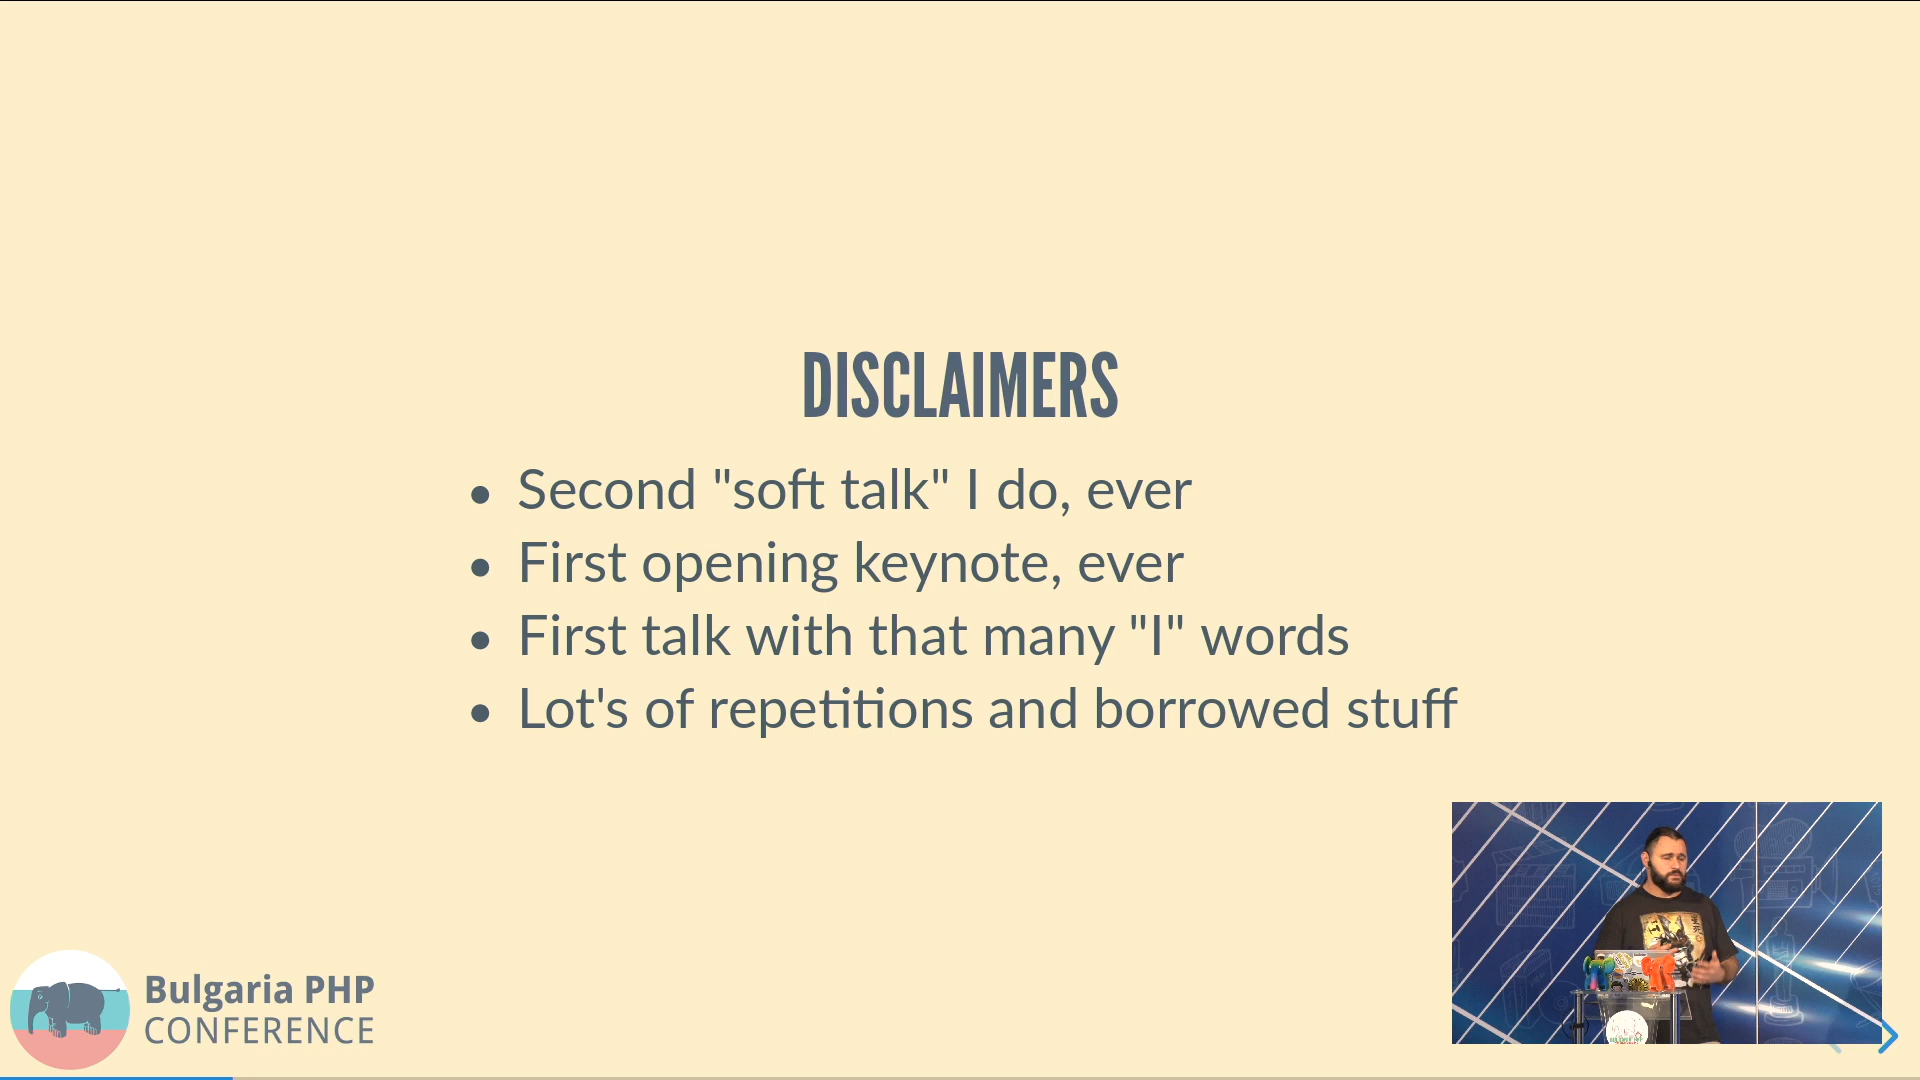 DISCLAIMERS
Second "soft talk" I do, ever
First opening keynote, ever
First talk with that many "I" words
Lot's of repetitions and borrowed stuff
Bulgaria PHP
CONFERENCE